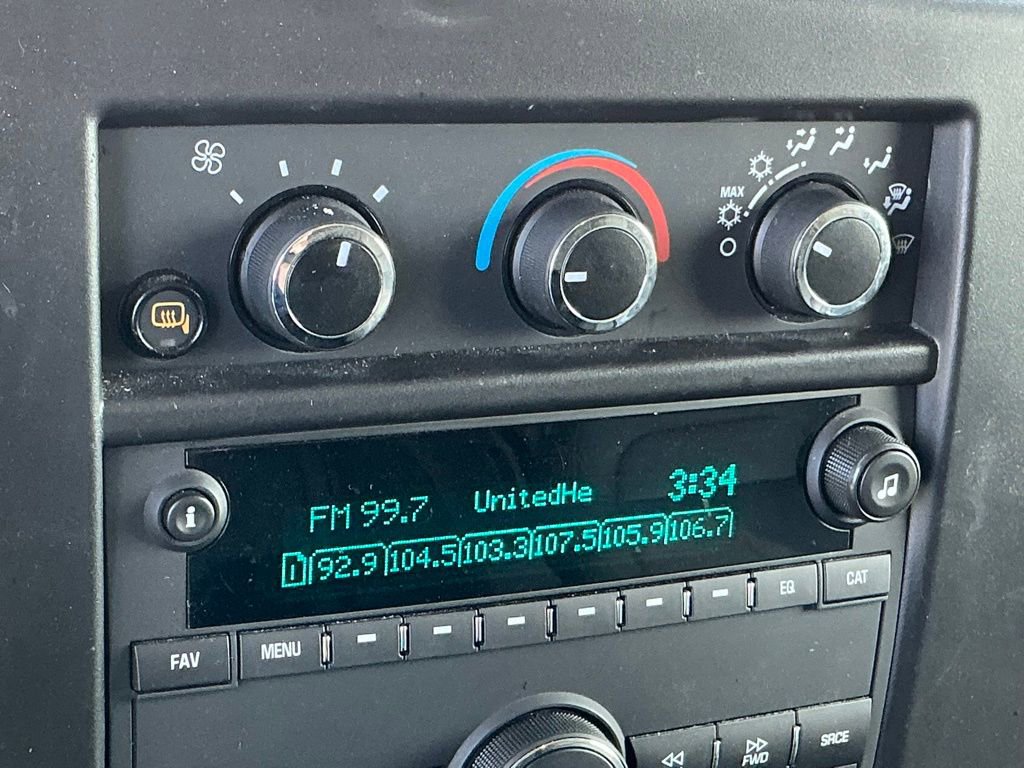 MAX
i
FM 99.7 UnitedHe 3:34
1 92.9 104.5 103.3 107.5 105.9 106.7
FAV MENU EQ CAT
FWD SRCE